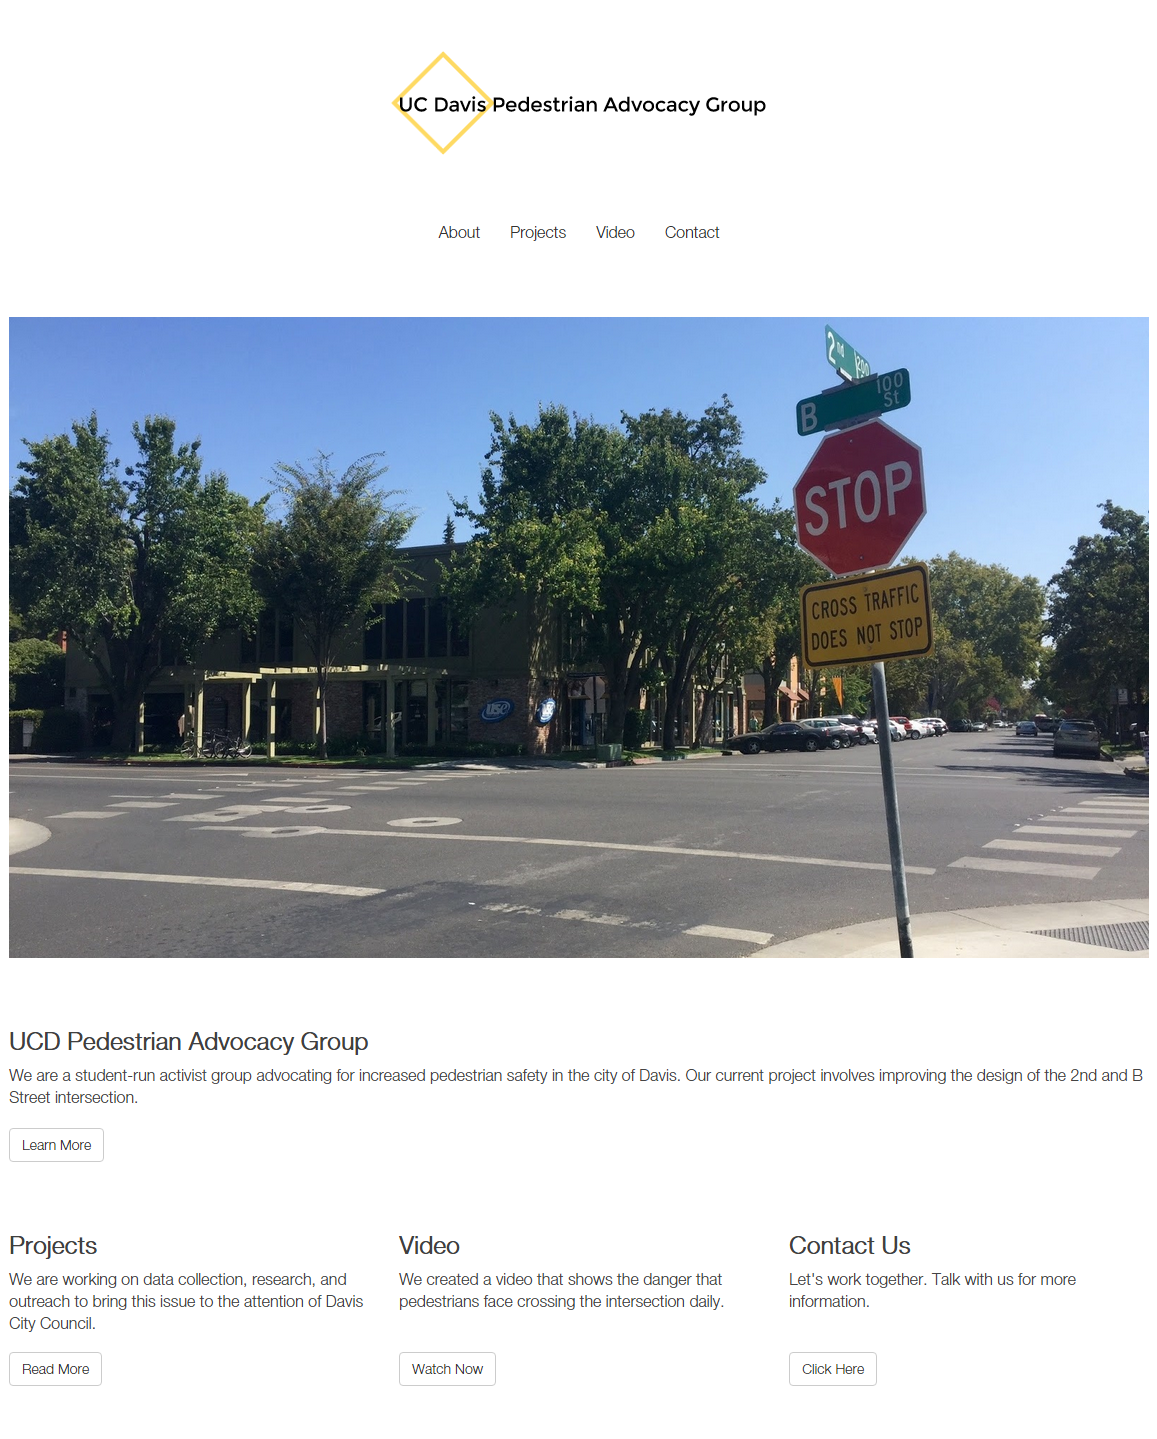 UC Davis Pedestrian Advocacy Group
About Projects Video Contact
2nd 200
B 100 St
STOP
CROSS TRAFFIC
DOES NOT STOP
UCD Pedestrian Advocacy Group
We are a student-run activist group advocating for increased pedestrian safety in the city of Davis. Our current project involves improving the design of the 2nd and B
Street intersection.
Learn More
Projects
We are working on data collection, research, and
outreach to bring this issue to the attention of Davis
City Council.
Read More
Video
We created a video that shows the danger that
pedestrians face crossing the intersection daily.
Watch Now
Contact Us
Let's work together. Talk with us for more
information.
Click Here